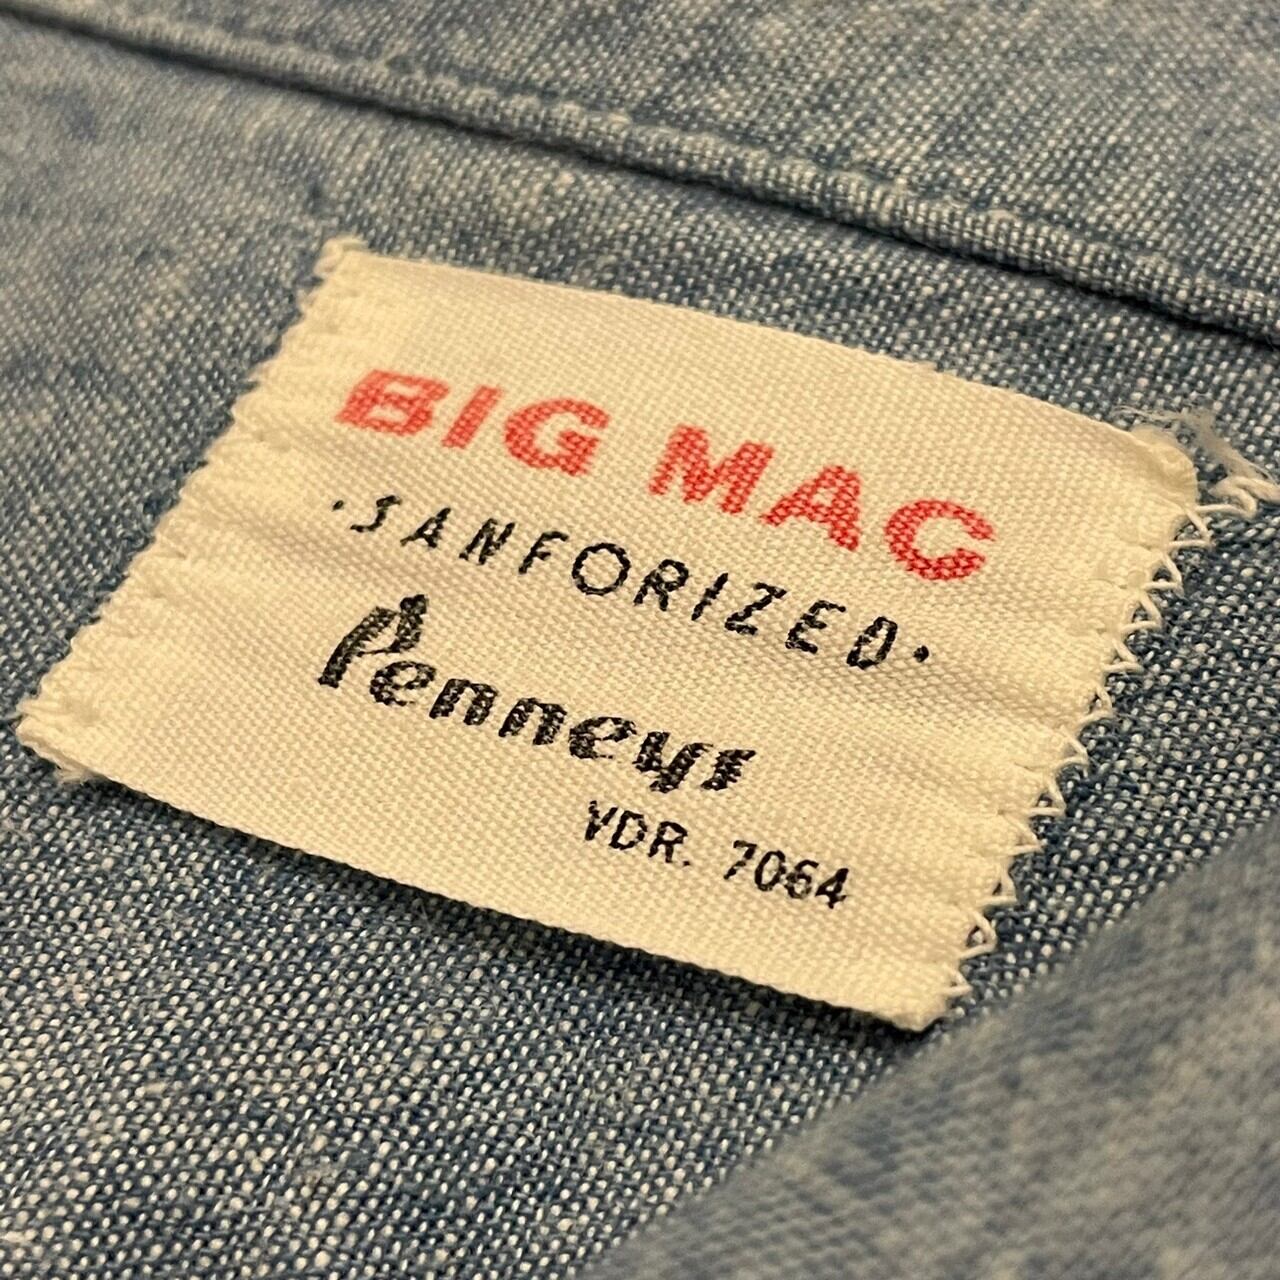 BIG MAC
·SANFORIZED·
Penneys
VDR. 7064